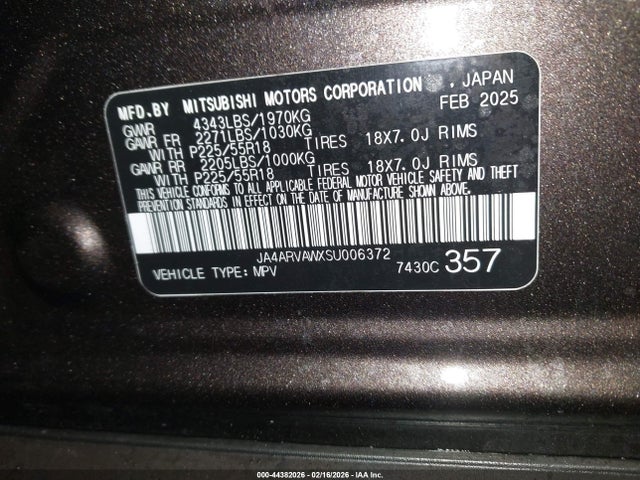 MFD.BY MITSUBISHI MOTORS CORPORATION , JAPAN
FEB 2025
GVWR 4343LBS/1970KG
GAWR FR 2271LBS/1030KG
WITH P225/55R18 TIRES 18X7.0J RIMS
GAWR RR 2205LBS/1000KG
WITH P225/55R18 TIRES 18X7.0J RIMS
THIS VEHICLE CONFORMS TO ALL APPLICABLE FEDERAL MOTOR VEHICLE SAFETY AND THEFT
PREVENTION STANDARDS IN EFFECT ON THE DATE OF MANUFACTURE SHOWN ABOVE.
JA4ARVAWXSU006372
VEHICLE TYPE: MPV 7430C 357
000-44382026 - 02/16/2026 - IAA Inc.